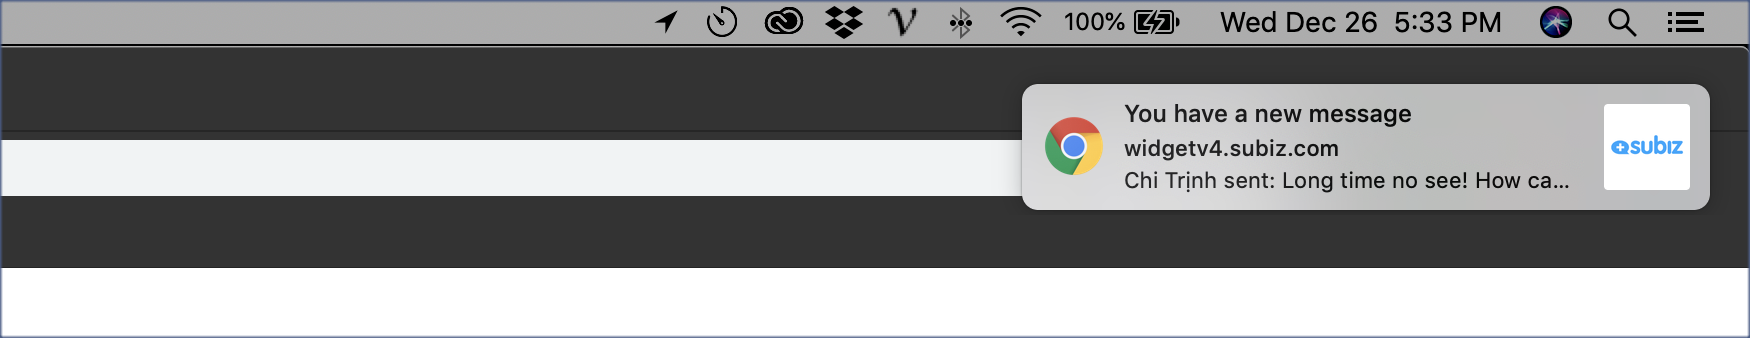 100% Wed Dec 26 5:33 PM
You have a new message
widgetv4.subiz.com
Chi Trịnh sent: Long time no see! How ca...
subiz